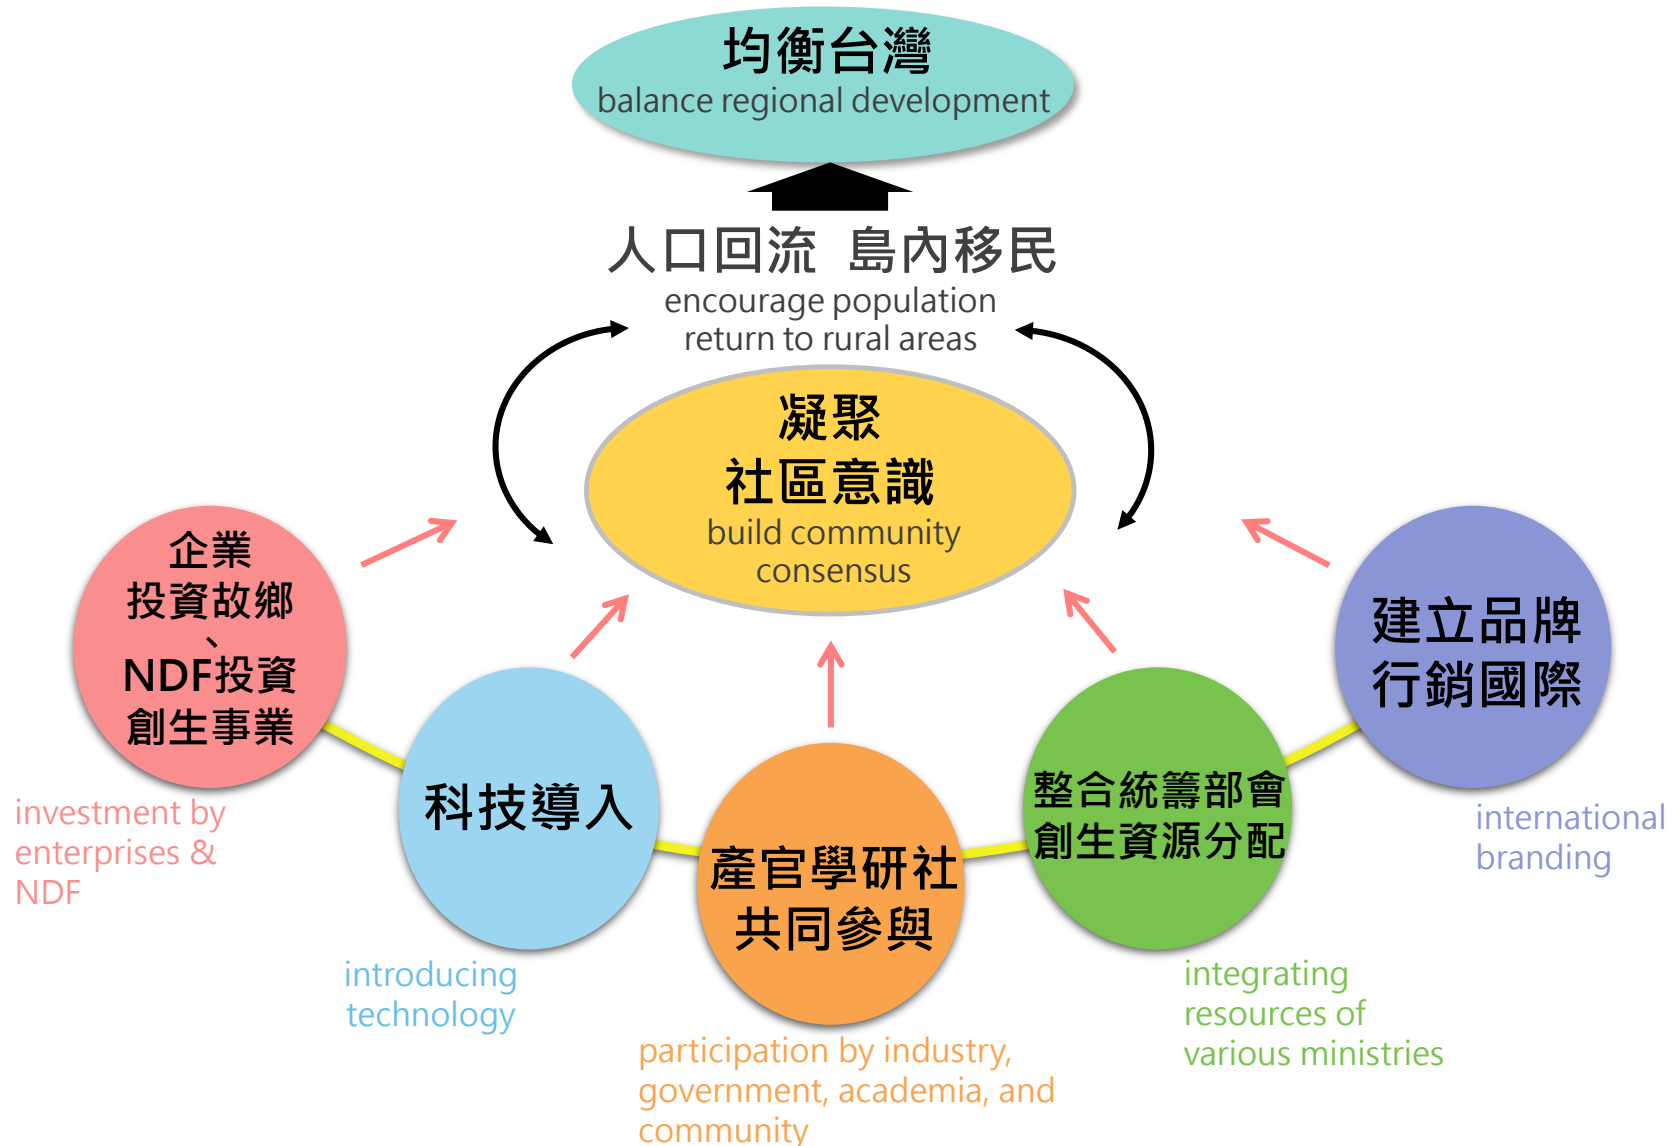 均衡台灣
balance regional development
人口回流 島內移民
encourage population
return to rural areas
凝聚
社區意識
build community
consensus
企業
投資故鄉
、
NDF投資
創生事業
investment by
enterprises &
NDF
科技導入
introducing
technology
產官學研社
共同參與
participation by industry,
government, academia, and
community
整合統籌部會
創生資源分配
integrating
resources of
various ministries
建立品牌
行銷國際
international
branding